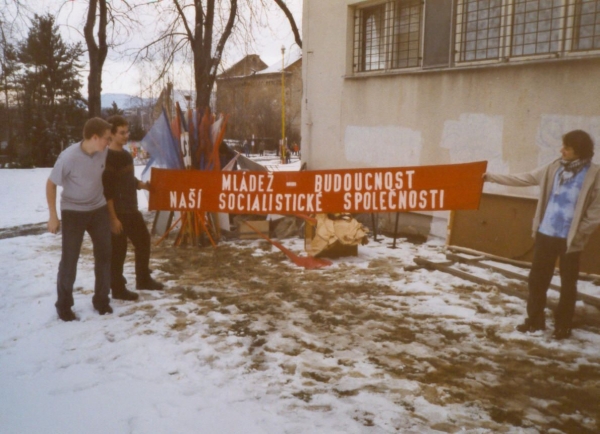 MLÁDEŽ – BUDOUCNOST
NAŠÍ SOCIALISTICKÉ SPOLEČNOSTI